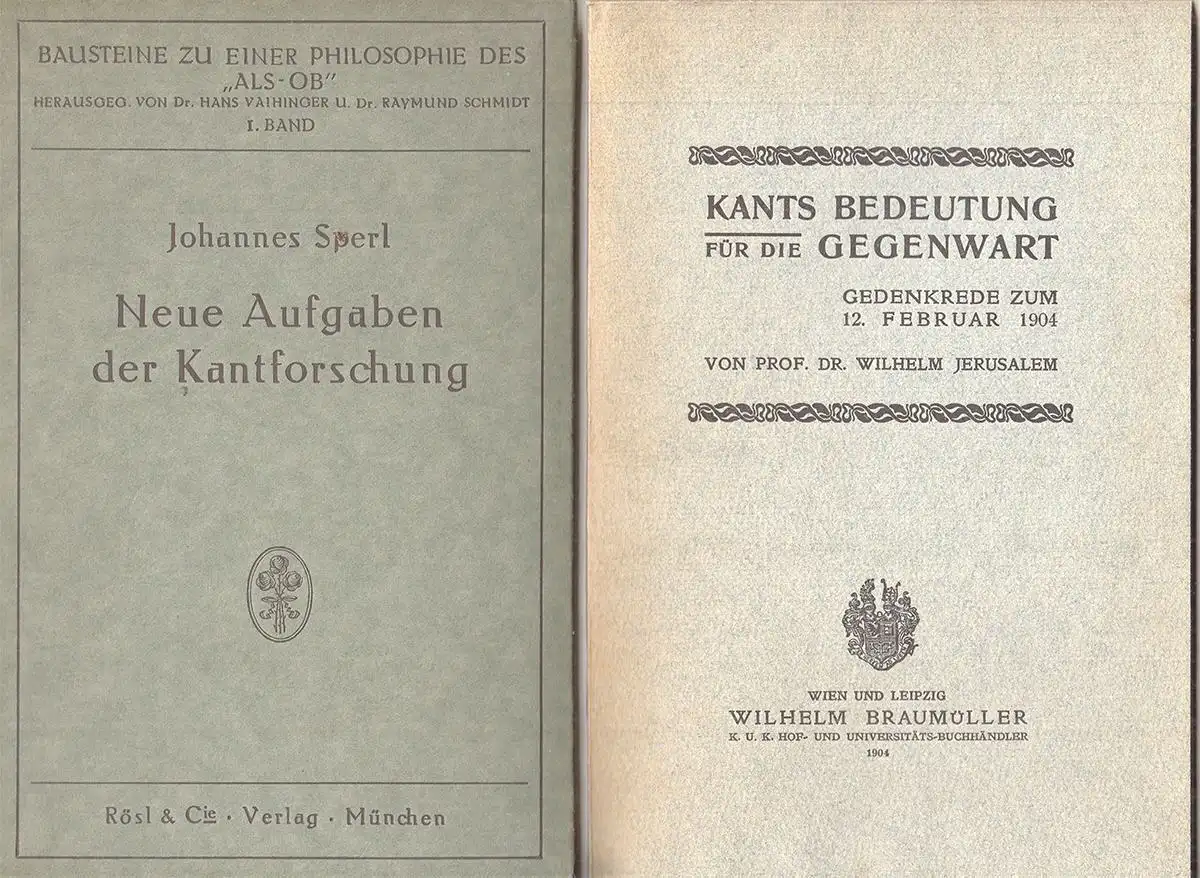 BAUSTEINE ZU EINER PHILOSOPHIE DES
„ALS-OB”
HERAUSGEG. VON Dr. HANS VAIHINGER U. Dr. RAYMUND SCHMIDT
I. BAND
Johannes Sperl
Neue Aufgaben
der Kantforschung
Rösl & Cie · Verlag · München
KANTS BEDEUTUNG
FÜR DIE GEGENWART
GEDENKREDE ZUM
12. FEBRUAR 1904
VON PROF. DR. WILHELM JERUSALEM
WIEN UND LEIPZIG
WILHELM BRAUMÜLLER
K. U. K. HOF- UND UNIVERSITÄTS-BUCHHÄNDLER
1904